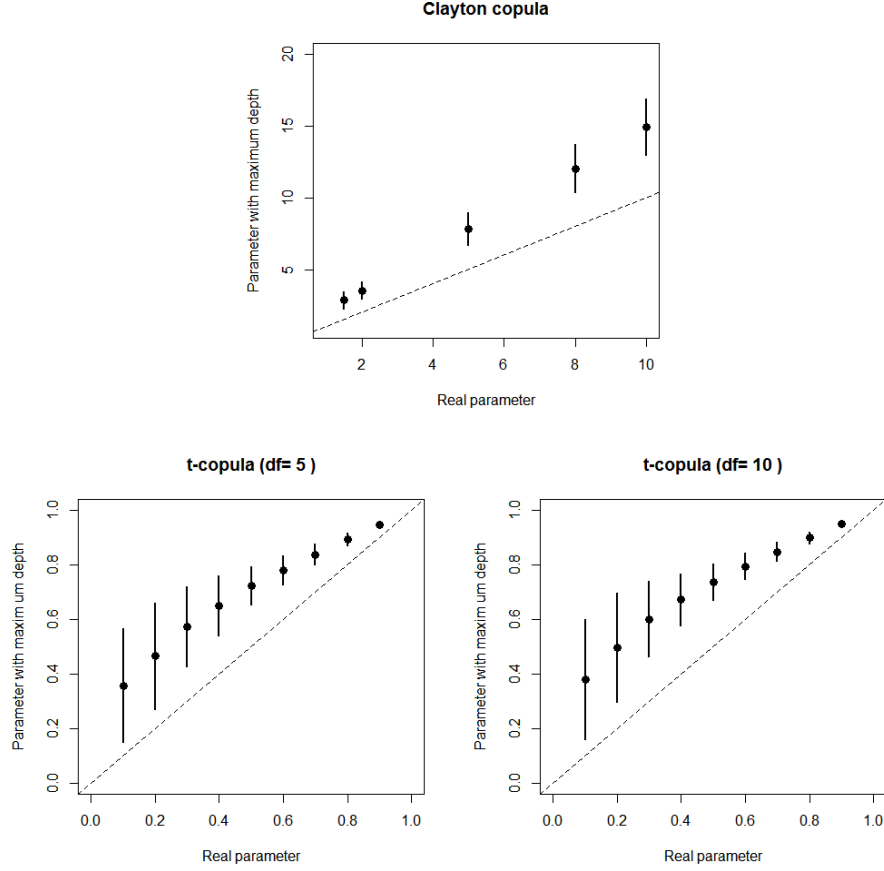 Clayton copula
Parameter with maximum depth
20
15
10
5
2 4 6 8 10
Real parameter
t-copula (df= 5 )
Parameter with maxim um depth
1.0
0.8
0.6
0.4
0.2
0.0
0.0 0.2 0.4 0.6 0.8 1.0
Real parameter
t-copula (df= 10 )
Parameter with maxim um depth
1.0
0.8
0.6
0.4
0.2
0.0
0.0 0.2 0.4 0.6 0.8 1.0
Real parameter